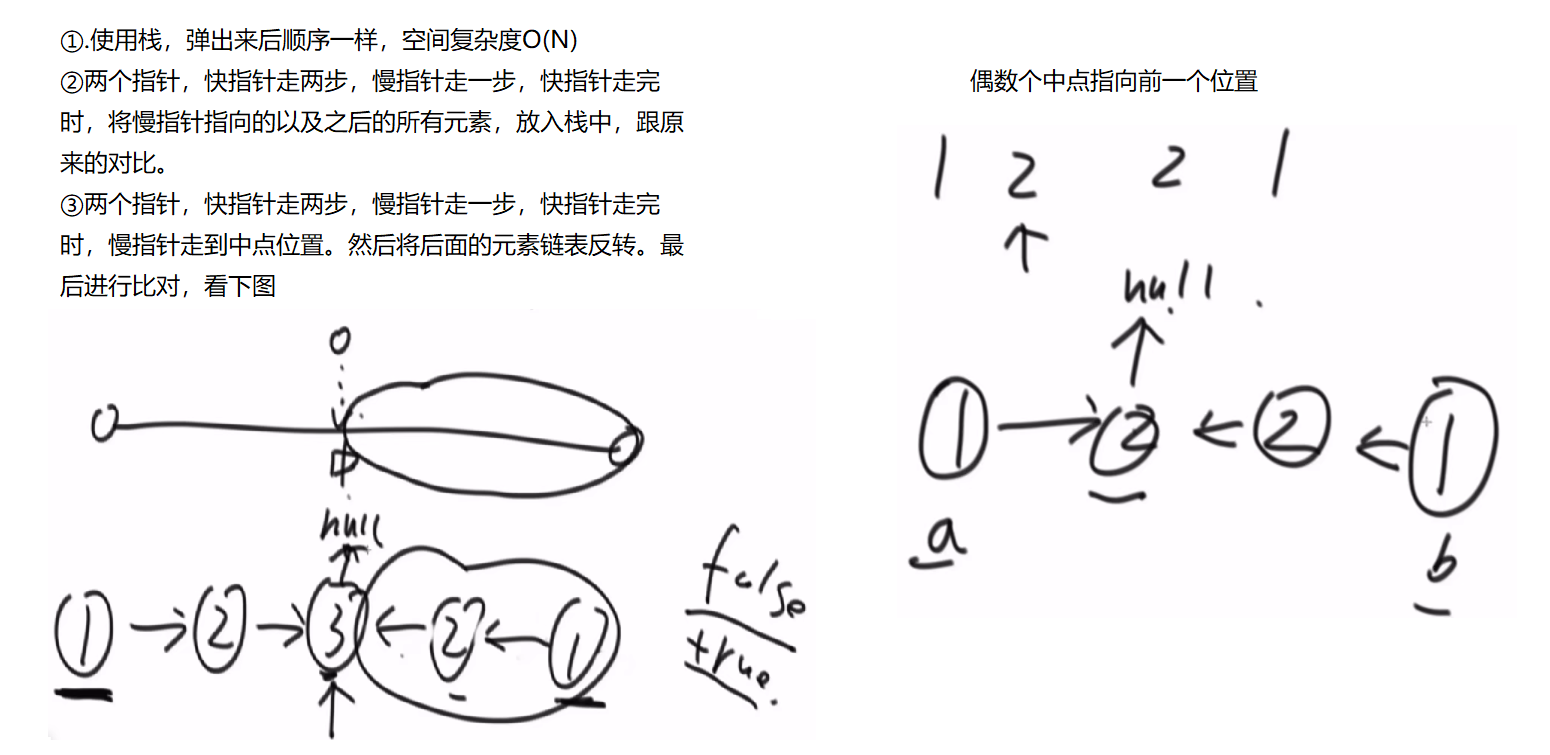 ①.使用栈，弹出来后顺序一样，空间复杂度O(N)
②两个指针，快指针走两步，慢指针走一步，快指针走完
时，将慢指针指向的以及之后的所有元素，放入栈中，跟原
来的对比。
③两个指针，快指针走两步，慢指针走一步，快指针走完
时，慢指针走到中点位置。然后将后面的元素链表反转。最
后进行比对，看下图
null
1 2 3 2 1
false
true.
偶数个中点指向前一个位置
1 2 2 1
null
1 2 2 1
a b